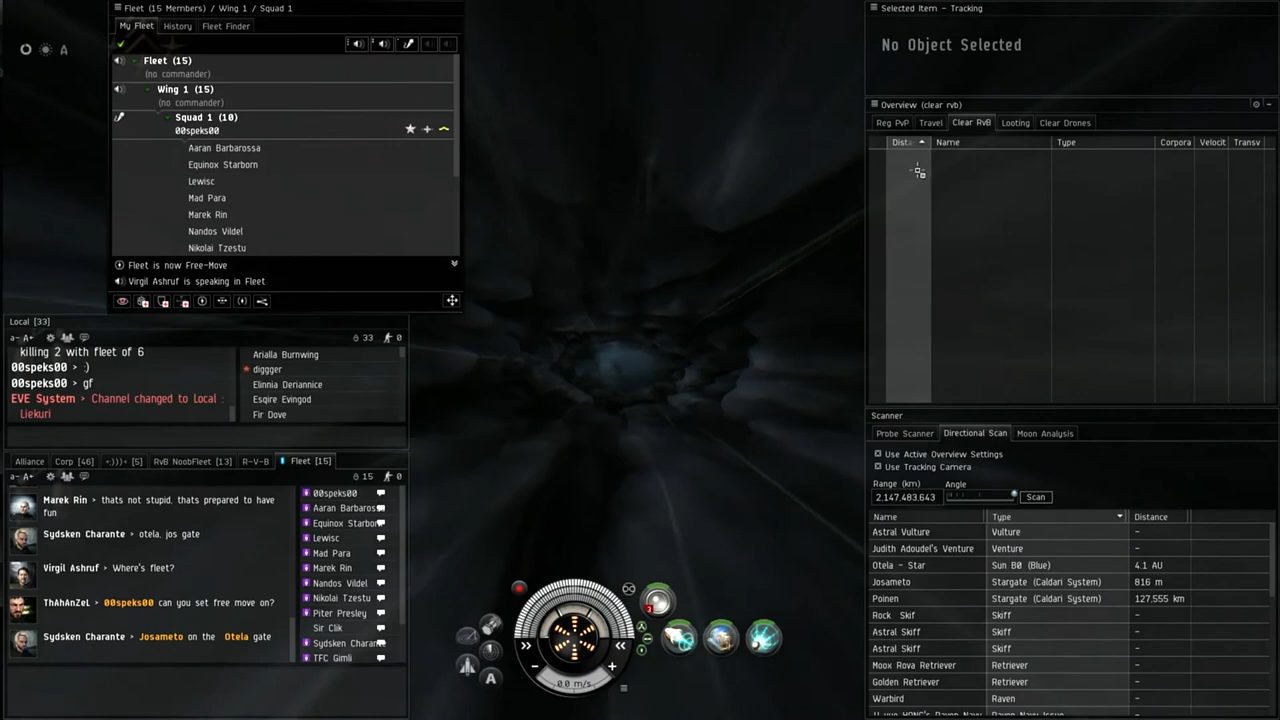 Fleet (15 Members) / Wing 1 / Squad 1
My Fleet History Fleet Finder
Fleet (15)
(no commander)
Wing 1 (15)
(no commander)
Squad 1 (10)
00speks00
Aaran Barbarossa
Equinox Starborn
Lewisc
Mad Para
Marek Rin
Nandos Vildel
Nikolai Tzestu
Fleet is now Free-Move
Virgil Ashruf is speaking in Fleet
Local [33]
a- A+ 33 0
killing 2 with fleet of 6
00speks00 > :)
00speks00 > gf
EVE System > Channel changed to Local :
Liekuri
Arialla Burnwing
diggger
Elinnia Deriannice
Esqire Evingod
Fir Dove
Alliance Corp [46] <·))>< [5] RvB NoobFleet [13] R-V-B Fleet [15]
a- A+ 15 0
Marek Rin > thats not stupid, thats prepared to have
fun
Sydsken Charante > otela, jos gate
Virgil Ashruf > Where's fleet?
ThAhAnZeL > 00speks00 can you set free move on?
Sydsken Charante > Josameto on the Otela gate
00speks00
Aaran Barbaros
Equinox Starbor
Lewisc
Mad Para
Marek Rin
Nandos Vildel
Nikolai Tzestu
Piter Presley
Sir Clik
Sydsken Charan
TFC Gimli
A
3
0.0 m/s
A
Selected Item - Tracking
No Object Selected
Overview (clear rvb)
Reg PvP Travel Clear RvB Looting Clear Drones
Dista Name Type Corpora Velocit Transv
Scanner
Probe Scanner Directional Scan Moon Analysis
Use Active Overview Settings
Use Tracking Camera
Range (km) Angle
2.147.483.643 Scan
Name Type Distance
Astral Vulture Vulture -
Judith Adoudel's Venture Venture -
Otela - Star Sun B0 (Blue) 4.1 AU
Josameto Stargate (Caldari System) 816 m
Poinen Stargate (Caldari System) 127.555 km
Rock Skif Skiff -
Astral Skiff Skiff -
Astral Skiff Skiff -
Moox Rova Retriever Retriever -
Golden Retriever Retriever -
Warbird Raven -
Raven Navy Issue